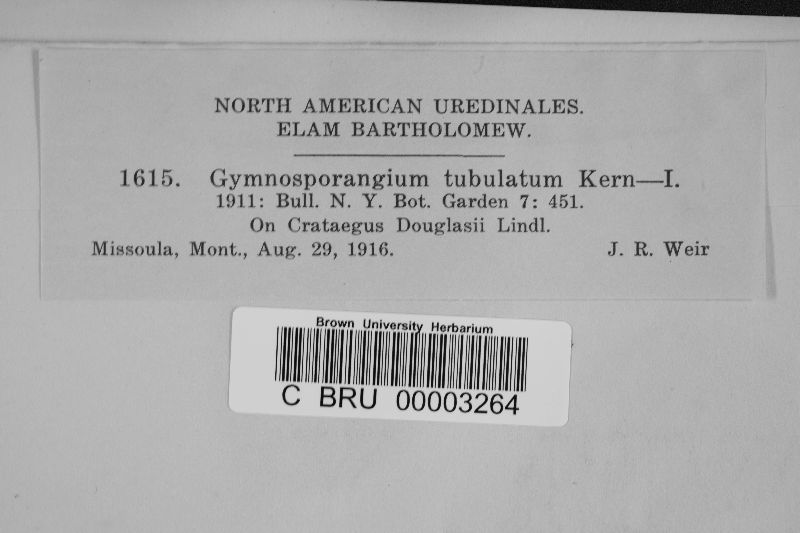 NORTH AMERICAN UREDINALES.
ELAM BARTHOLOMEW.
1615. Gymnosporangium tubulatum Kern—I.
1911: Bull. N. Y. Bot. Garden 7: 451.
On Crataegus Douglasii Lindl.
Missoula, Mont., Aug. 29, 1916. J. R. Weir
Brown University Herbarium
C BRU 00003264